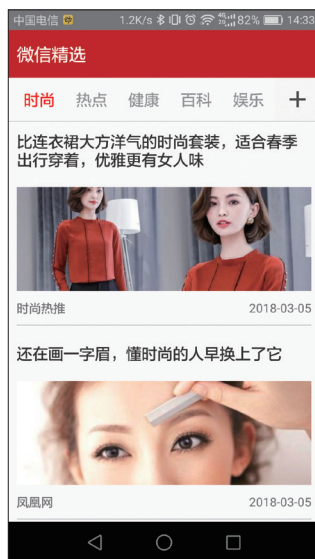 中国电信 1.2K/s 82% 14:33
微信精选
时尚 热点 健康 百科 娱乐 +
比连衣裙大方洋气的时尚套装，适合春季
出行穿着，优雅更有女人味
时尚热推 2018-03-05
还在画一字眉，懂时尚的人早换上了它
凤凰网 2018-03-05